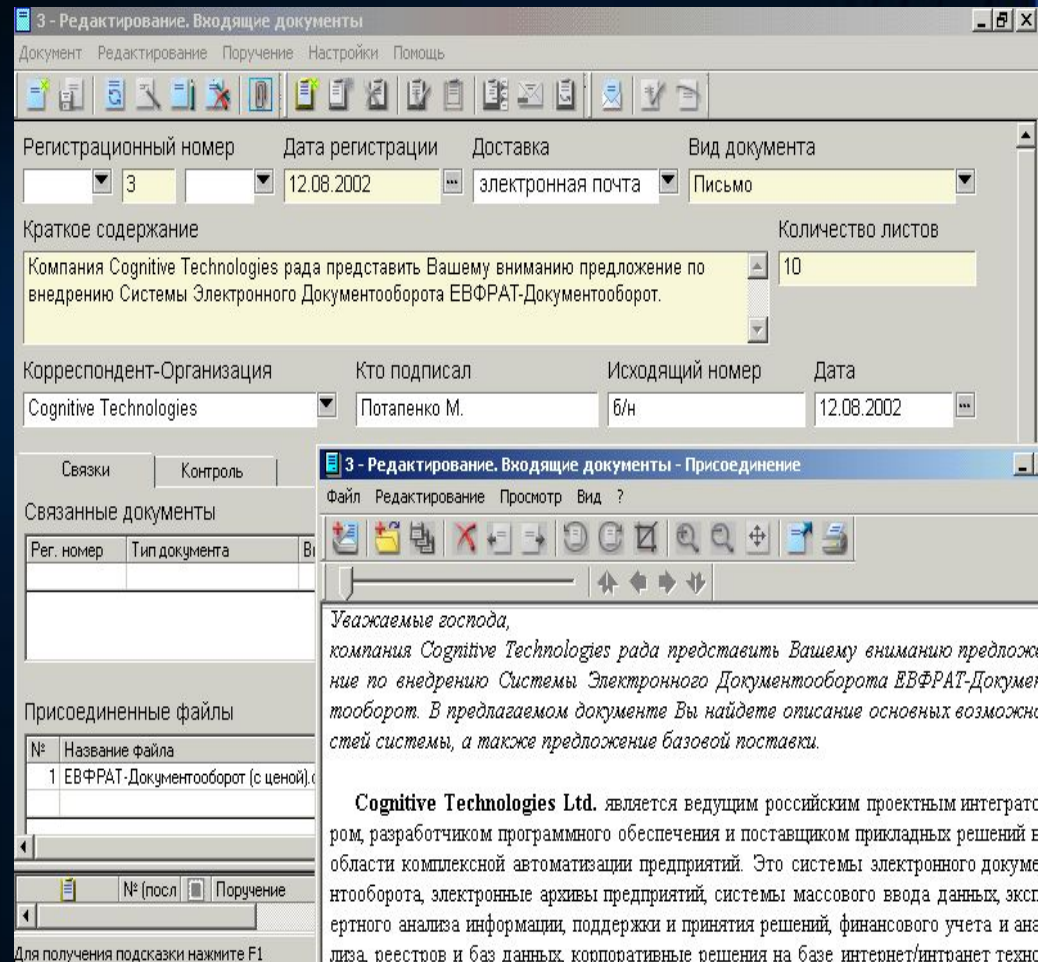 3 - Редактирование. Входящие документы
Документ Редактирование Поручение Настройки Помощь
Регистрационный номер Дата регистрации Доставка Вид документа
3 12.08.2002 электронная почта Письмо
Краткое содержание Количество листов
Компания Cognitive Technologies рада представить Вашему вниманию предложение по 10
внедрению Системы Электронного Документооборота ЕВФРАТ-Документооборот.
Корреспондент-Организация Кто подписал Исходящий номер Дата
Cognitive Technologies Потапенко М. б/н 12.08.2002
Связки Контроль
Связанные документы
Рег. номер Тип документа
Присоединенные файлы
№ Название файла
1 ЕВФРАТ-Документооборот (с ценой).
№ (посл Поручение
Для получения подсказки нажмите F1
3 - Редактирование. Входящие документы - Присоединение
Файл Редактирование Просмотр Вид ?
Уважаемые господа,
компания Cognitive Technologies рада представить Вашему вниманию предложе
ние по внедрению Системы Электронного Документооборота ЕВФРАТ-Докумен
тооборот. В предлагаемом документе Вы найдете описание основных возможно
стей системы, а также предложение базовой поставки.
Cognitive Technologies Ltd. является ведущим российским проектным интеграто
ром, разработчиком программного обеспечения и поставщиком прикладных решений в
области комплексной автоматизации предприятий. Это системы электронного докуме
нтооборота, электронные архивы предприятий, системы массового ввода данных, эксп
ертного анализа информации, поддержки и принятия решений, финансового учета и ана
лиза, реестров и баз данных, корпоративные решения на базе интернет/интранет техно